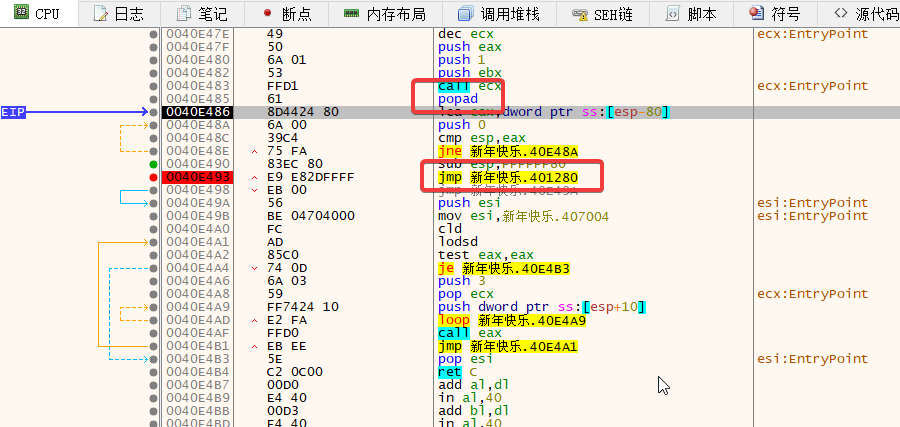 CPU 日志 笔记 断点 内存布局 调用堆栈 SEH链 脚本 符号 源代码
0040E47E 49 dec ecx ecx:EntryPoint
0040E47F 50 push eax
0040E480 6A 01 push 1
0040E482 53 push ebx
0040E483 FFD1 call ecx ecx:EntryPoint
0040E485 61 popad
EIP 0040E486 8D4424 80 lea eax,dword ptr ss:[esp-80]
0040E48A 6A 00 push 0
0040E48C 39C4 cmp esp,eax
0040E48E 75 FA jne 新年快乐.40E48A
0040E490 83EC 80 sub esp,FFFFFF80
0040E493 E9 E82DFFFF jmp 新年快乐.401280
0040E498 EB 00 jmp 新年快乐.40E49A
0040E49A 56 push esi esi:EntryPoint
0040E49B BE 04704000 mov esi,新年快乐.407004 esi:EntryPoint
0040E4A0 FC cld
0040E4A1 AD lodsd
0040E4A2 85C0 test eax,eax
0040E4A4 74 0D je 新年快乐.40E4B3
0040E4A6 6A 03 push 3
0040E4A8 59 pop ecx ecx:EntryPoint
0040E4A9 FF7424 10 push dword ptr ss:[esp+10]
0040E4AD E2 FA loop 新年快乐.40E4A9
0040E4AF FFD0 call eax
0040E4B1 EB EE jmp 新年快乐.40E4A1
0040E4B3 5E pop esi esi:EntryPoint
0040E4B4 C2 0C00 ret C
0040E4B7 00D0 add al,dl
0040E4B9 E4 40 in al,40
0040E4BB 00D3 add bl,dl
0040E4BD E4 40 in al,40